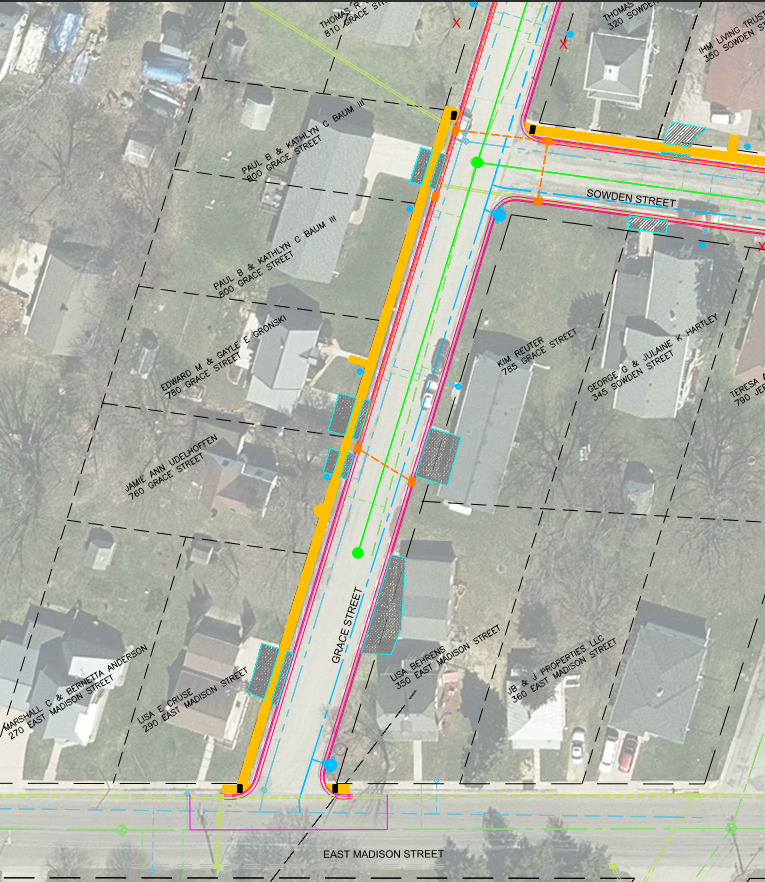 THOMAS R
810 GRACE
THOMAS
320 SOWDEN
IHM LIVING TRUST
350 SOWDEN
PAUL B & KATHLYN C BAUM III
800 GRACE STREET
SOWDEN STREET
PAUL B & KATHLYN C BAUM III
800 GRACE STREET
EDWARD M & GAYLE E GRONSKI
780 GRACE STREET
KIM REUTER
785 GRACE STREET
GEORGE G & JULAINE K HARTLEY
345 SOWDEN STREET
TERESA
790
JAMIE ANN UDELHOFFEN
760 GRACE STREET
GRACE STREET
MARSHALL C & BERNETTA ANDERSON
270 EAST MADISON STREET
LISA E CRUSE
290 EAST MADISON STREET
LISA BEHRENS
350 EAST MADISON STREET
JB & J PROPERTIES LLC
360 EAST MADISON STREET
EAST MADISON STREET